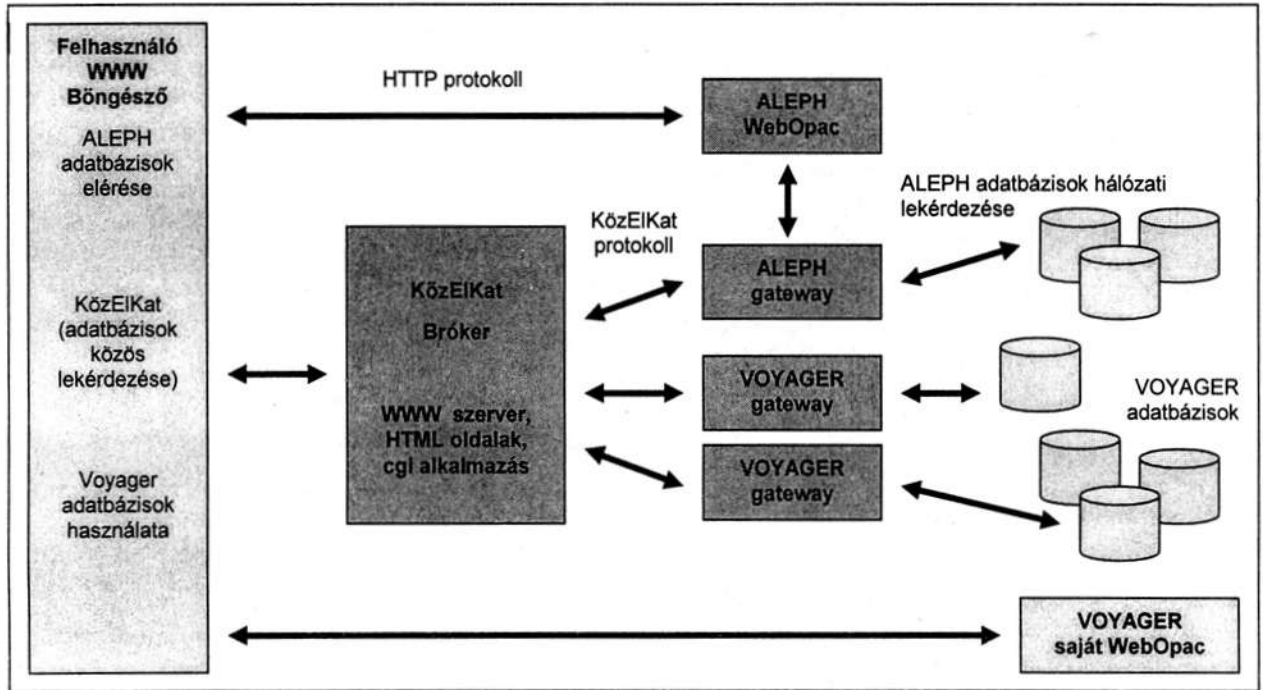 Felhasználó
WWW
Böngésző
ALEPH
adatbázisok
elérése
KözElKat
(adatbázisok
közös
lekérdezése)
Voyager
adatbázisok
használata
HTTP protokoll
ALEPH
WebOpac
KözElKat
protokoll
ALEPH adatbázisok hálózati
lekérdezése
ALEPH
gateway
KözElKat
Bróker
WWW szerver,
HTML oldalak,
cgI alkalmazás
VOYAGER
gateway
VOYAGER
gateway
VOYAGER
adatbázisok
VOYAGER
saját WebOpac